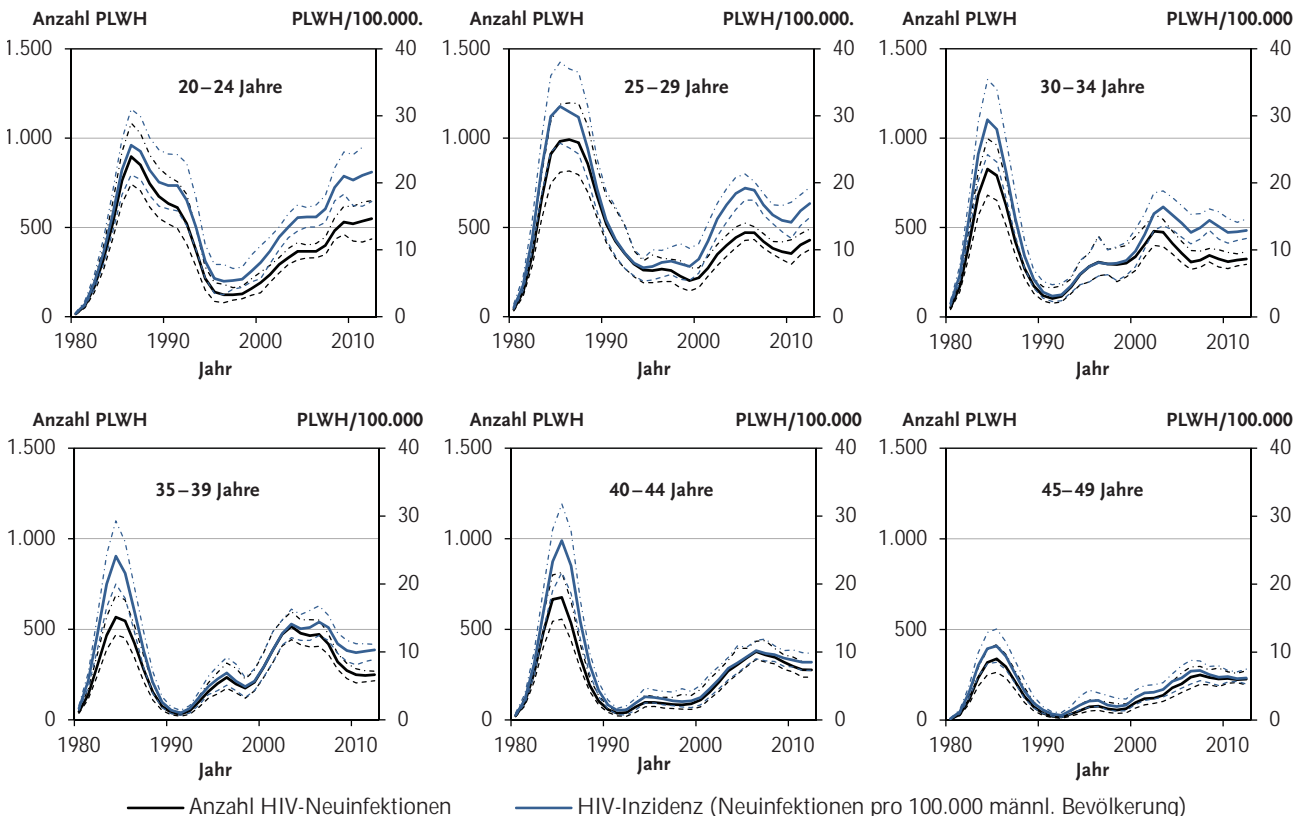 Anzahl PLWH PLWH/100.000. Anzahl PLWH PLWH/100.000. Anzahl PLWH PLWH/100.000
1.500 40 1.500 40 1.500 40
20–24 Jahre 25–29 Jahre 30–34 Jahre
30 30 30
1.000 1.000 1.000
20 20 20
500 500 500
10 10 10
0 0 0 0 0 0
1980 1990 2000 2010 1980 1990 2000 2010 1980 1990 2000 2010
Jahr Jahr Jahr
Anzahl PLWH PLWH/100.000 Anzahl PLWH PLWH/100.000 Anzahl PLWH PLWH/100.000
1.500 40 1.500 40 1.500 40
35–39 Jahre 40–44 Jahre 45–49 Jahre
30 30 30
1.000 1.000 1.000
20 20 20
500 500 500
10 10 10
0 0 0 0 0 0
1980 1990 2000 2010 1980 1990 2000 2010 1980 1990 2000 2010
Jahr Jahr Jahr
Anzahl HIV-Neuinfektionen HIV-Inzidenz (Neuinfektionen pro 100.000 männl. Bevölkerung)